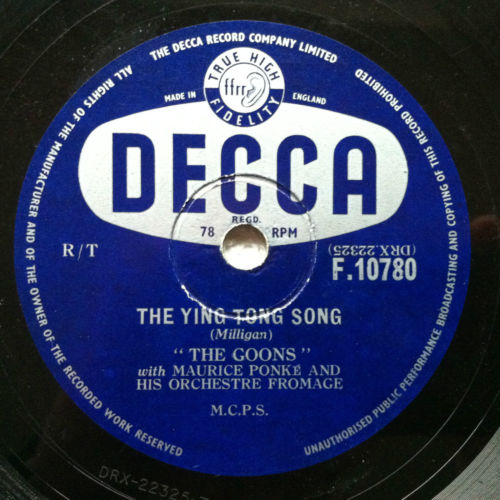 THE DECCA RECORD COMPANY LIMITED
ALL RIGHTS OF THE MANUFACTURER AND OF THE OWNER OF THE RECORDED WORK RESERVED
UNAUTHORISED PUBLIC PERFORMANCE BROADCASTING AND COPYING OF THIS RECORD PROHIBITED
TRUE HIGH
ffrr
FIDELITY
MADE IN ENGLAND
DECCA
REGD.
78 RPM
R/T
(DRX.22325)
F.10780
THE YING TONG SONG
(Milligan)
"THE GOONS"
with MAURICE PONKÉ AND
HIS ORCHESTRE FROMAGE
M.C.P.S.
DRX-22325